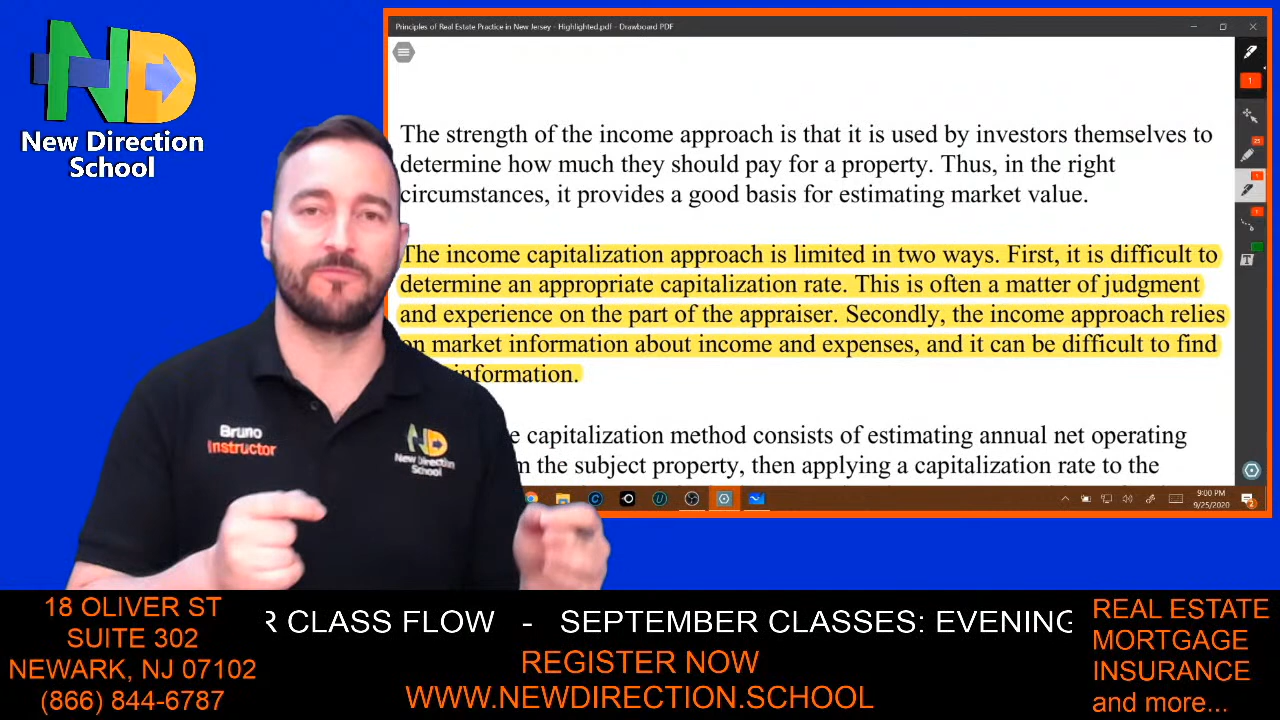 ND
New Direction
School
Principles of Real Estate Practice in New Jersey - Highlighted.pdf - Drawboard PDF
The strength of the income approach is that it is used by investors themselves to
determine how much they should pay for a property. Thus, in the right
circumstances, it provides a good basis for estimating market value.
The income capitalization approach is limited in two ways. First, it is difficult to
determine an appropriate capitalization rate. This is often a matter of judgment
and experience on the part of the appraiser. Secondly, the income approach relies
on market information about income and expenses, and it can be difficult to find
information.
capitalization method consists of estimating annual net operating
the subject property, then applying a capitalization rate to the
9:00 PM
9/25/2020
Bruno
Instructor
ND
New Direction
School
18 OLIVER ST
SUITE 302
NEWARK, NJ 07102
(866) 844-6787
R CLASS FLOW - SEPTEMBER CLASSES: EVENING
REGISTER NOW
WWW.NEWDIRECTION.SCHOOL
REAL ESTATE
MORTGAGE
INSURANCE
and more...